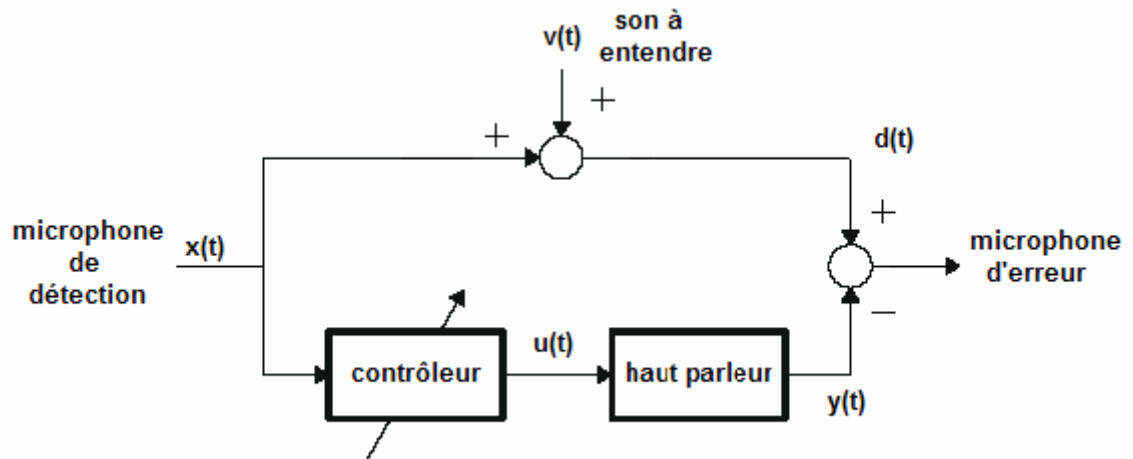 son à
v(t)
entendre
+
+
d(t)
+
microphone
de
détection
x(t)
microphone
d'erreur
−
contrôleur
u(t)
haut parleur
y(t)